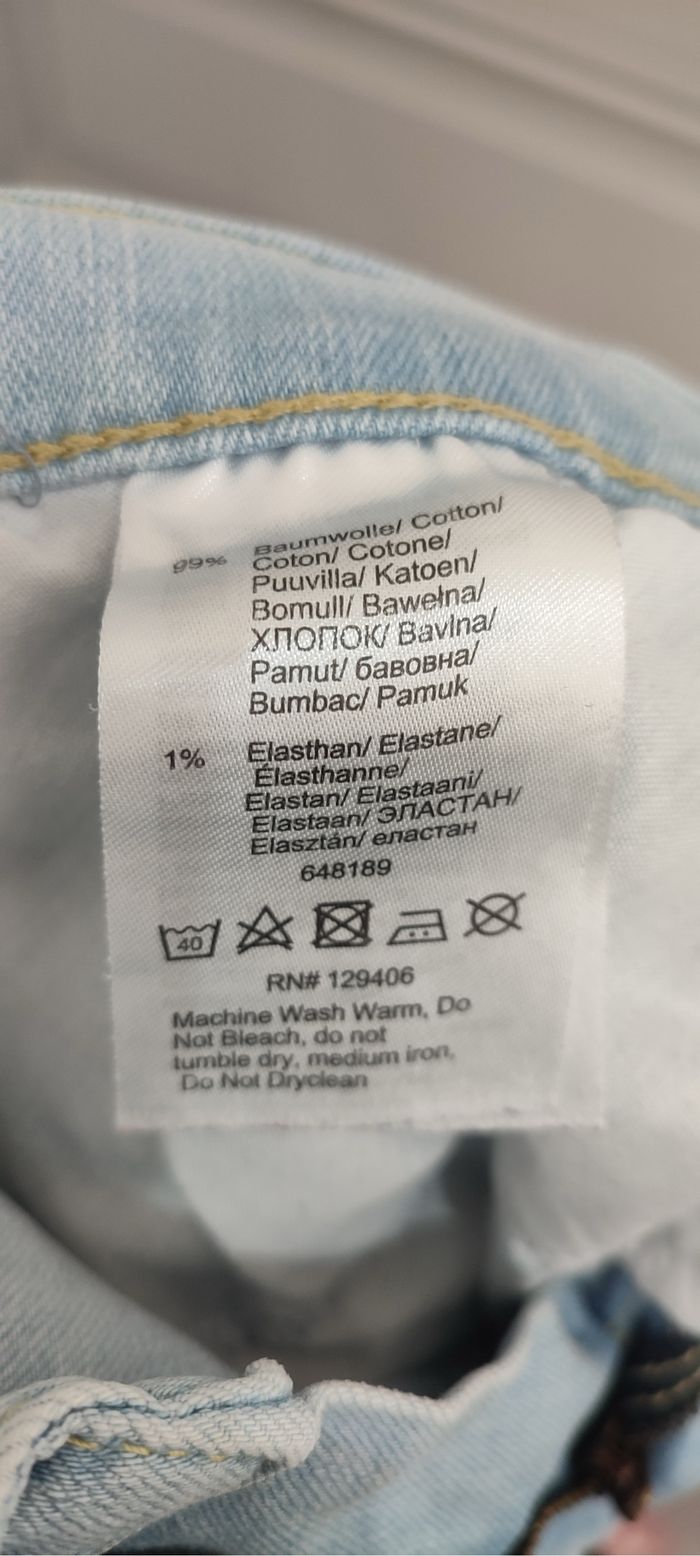 99% Baumwolle/ Cotton/
Coton/ Cotone/
Puuvilla/ Katoen/
Bomull/ Bawełna/
ХЛОПОК/ Bavlna/
Pamut/ бавовна/
Bumbac/ Pamuk
1% Elasthan/ Elastane/
Élasthanne/
Elastan/ Elastaani/
Elastaan/ ЭЛАСТАН/
Elasztán/ еластан
648189
40
RN# 129406
Machine Wash Warm, Do
Not Bleach, do not
tumble dry, medium iron,
Do Not Dryclean